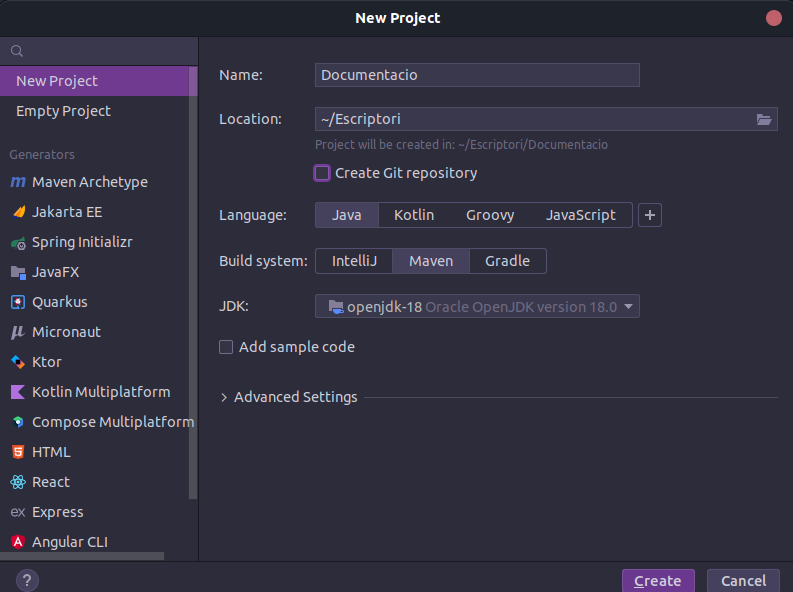 New Project
New Project
Empty Project
Generators
Maven Archetype
Jakarta EE
Spring Initializr
JavaFX
Quarkus
Micronaut
Ktor
Kotlin Multiplatform
Compose Multiplatform
HTML
React
ex Express
Angular CLI
Name: Documentacio
Location: ~/Escriptori
Project will be created in: ~/Escriptori/Documentacio
Create Git repository
Language: Java Kotlin Groovy JavaScript +
Build system: IntelliJ Maven Gradle
JDK: openjdk-18 Oracle OpenJDK version 18.0
Add sample code
Advanced Settings
? Create Cancel